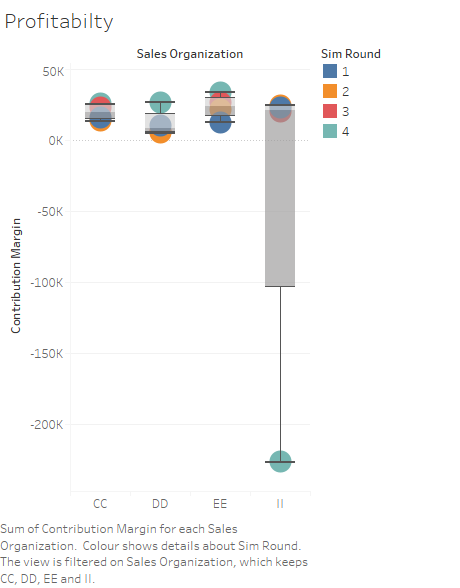 Profitabilty
Sales Organization
Sim Round
50K
1
2
3
0K
4
-50K
-100K
-150K
-200K
Contribution Margin
CC DD EE II
Sum of Contribution Margin for each Sales
Organization. Colour shows details about Sim Round.
The view is filtered on Sales Organization, which keeps
CC, DD, EE and II.